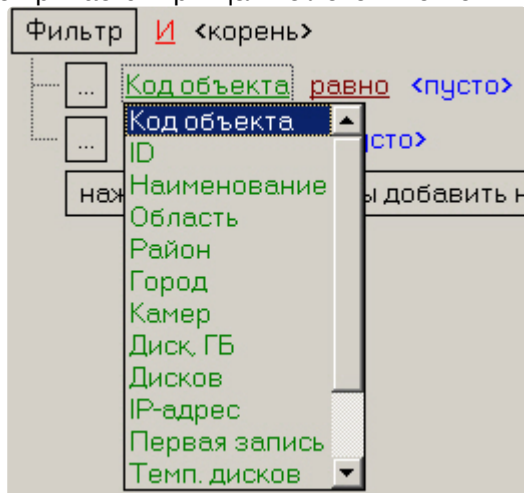 Фильтр И <корень>
... Код объекта равно <пусто>
Код объекта
... сто>
ID
Наименование
наж ы добавить н
Область
Район
Город
Камер
Диск, ГБ
Дисков
IP-адрес
Первая запись
Темп. дисков